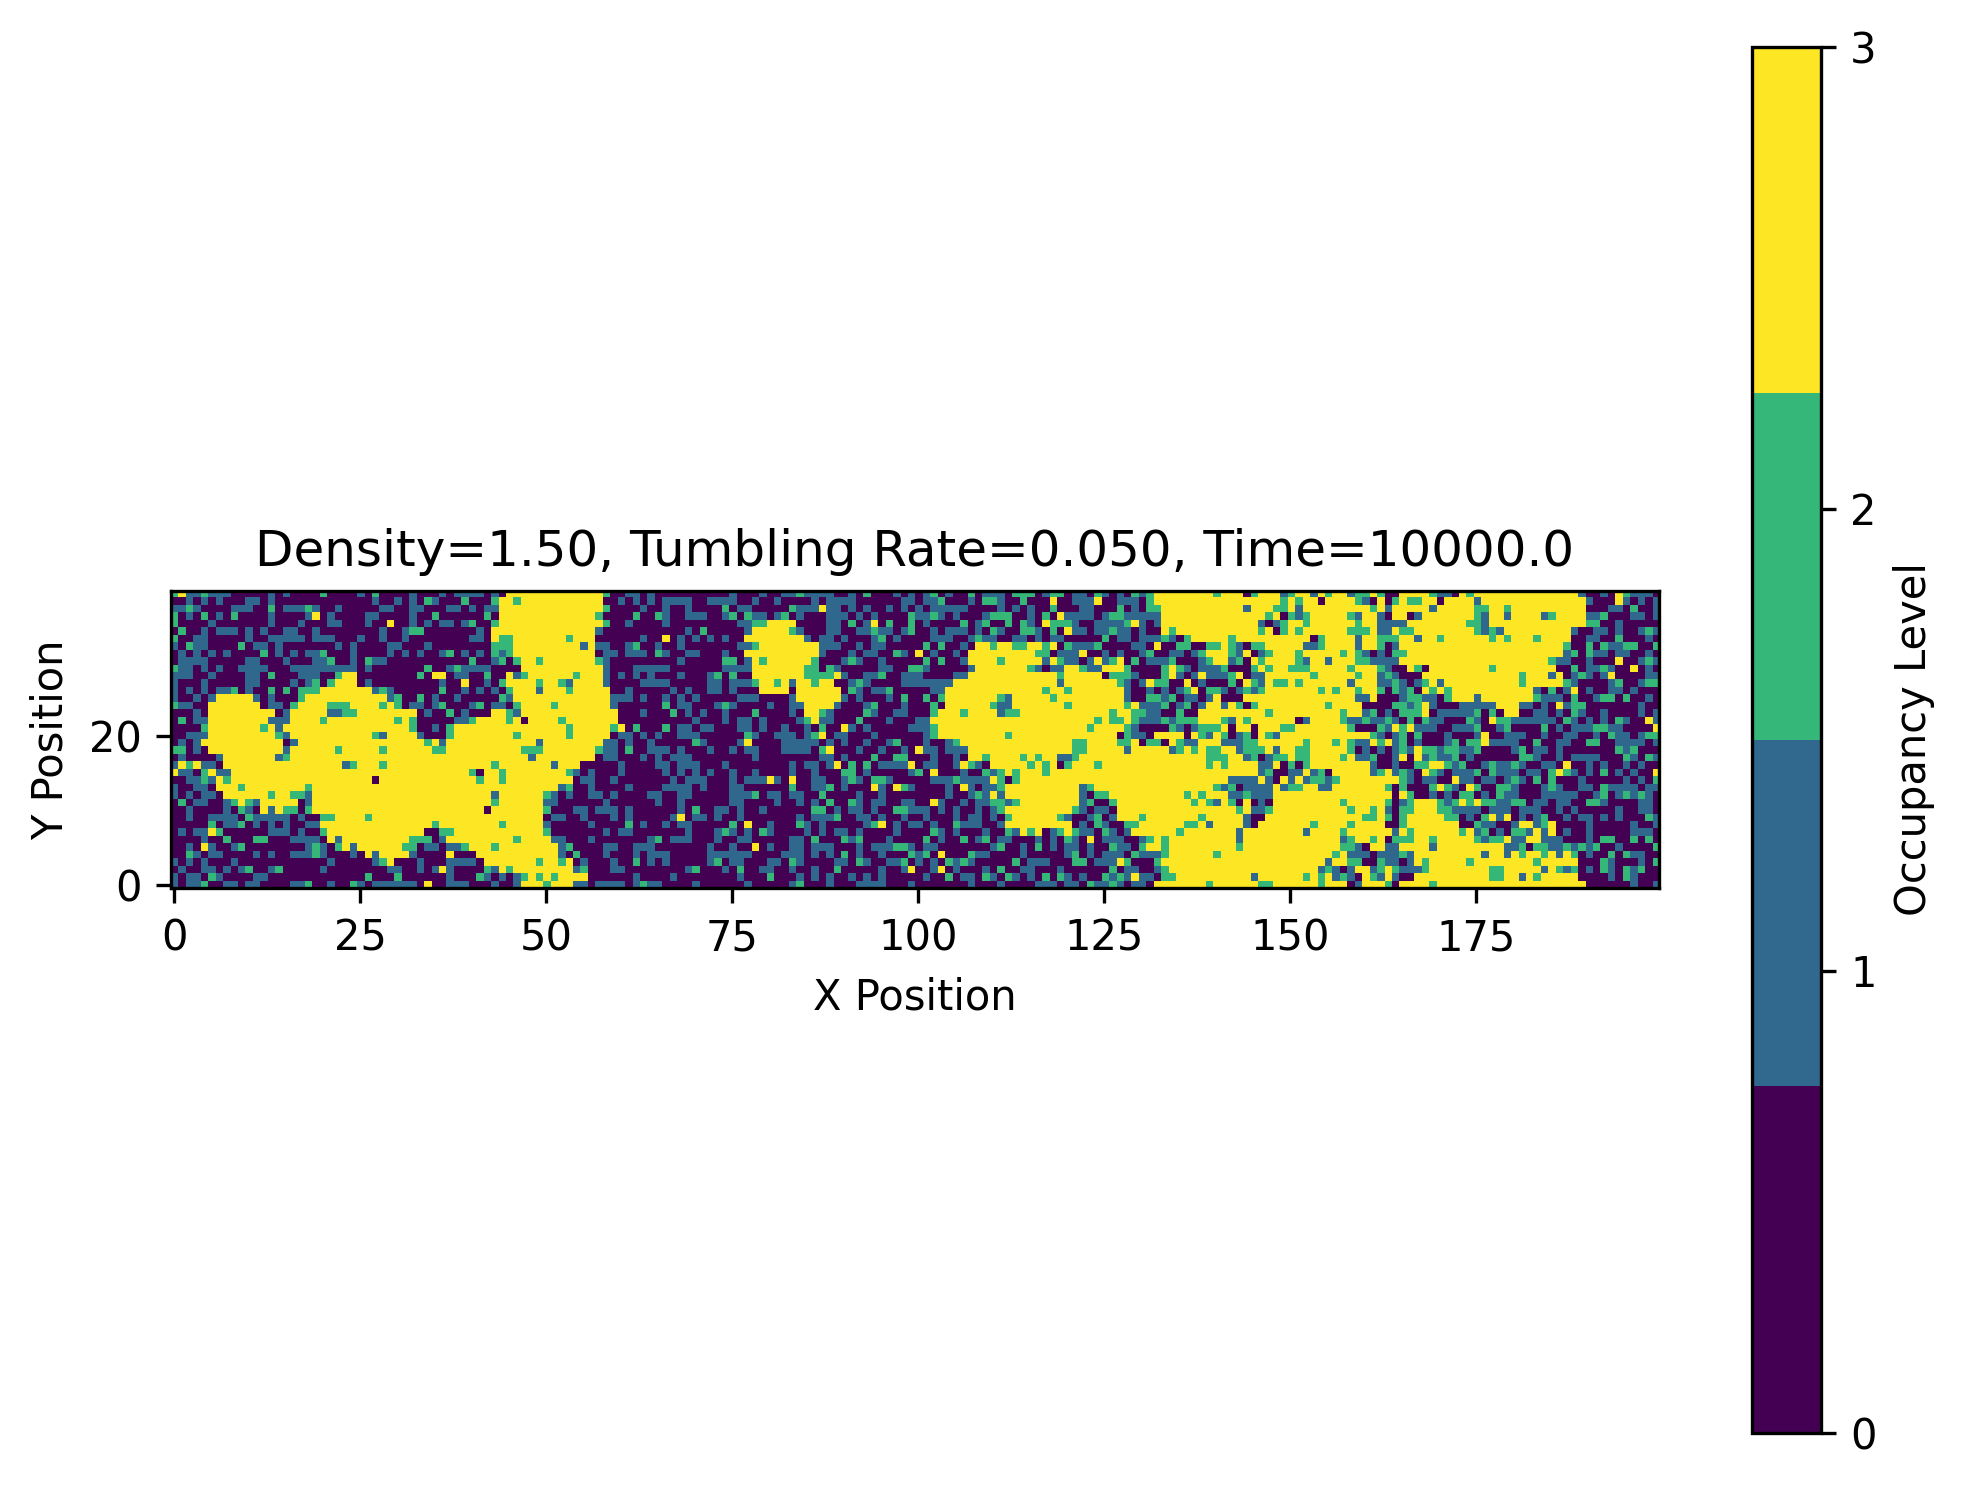 Density=1.50, Tumbling Rate=0.050, Time=10000.0
Y Position
20
0
0 25 50 75 100 125 150 175
X Position
3
2
1
0
Occupancy Level